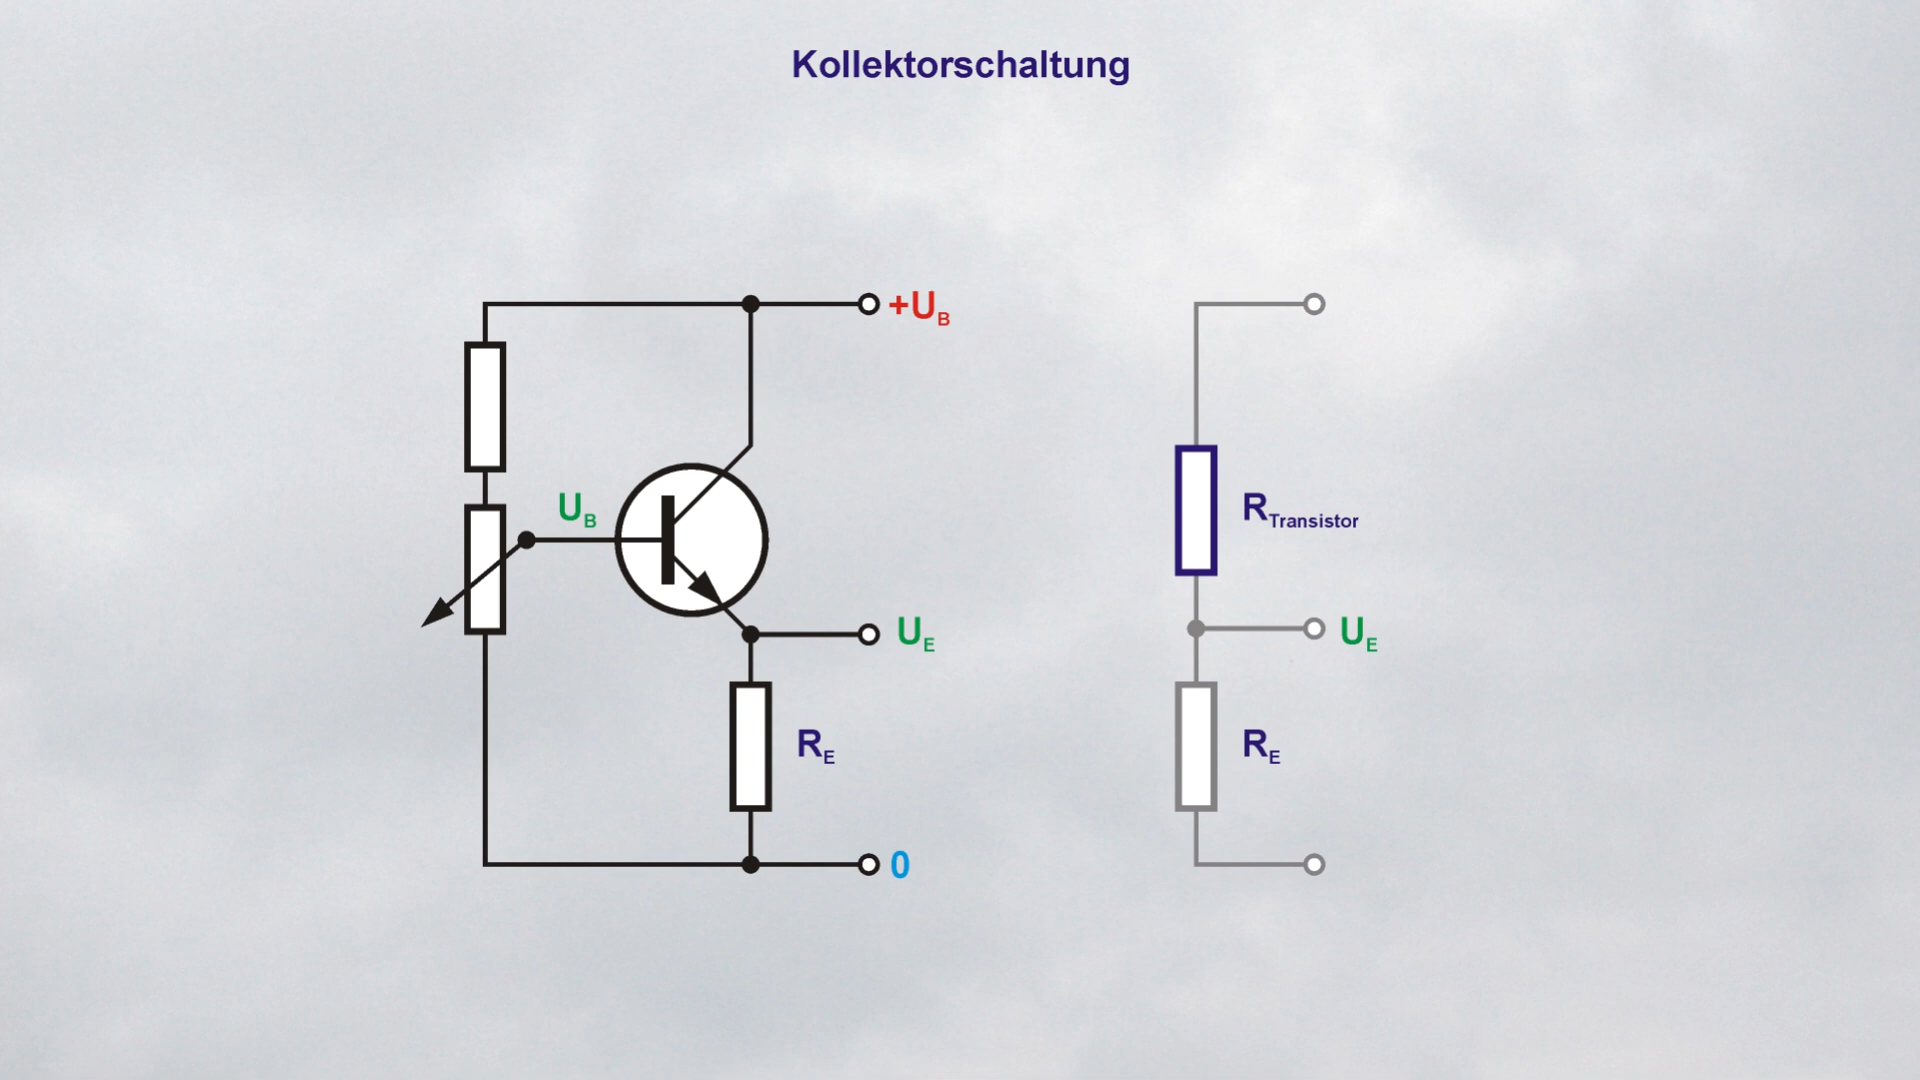 Kollektorschaltung
+UB
UB
RTransistor
UE
UE
RE
RE
0